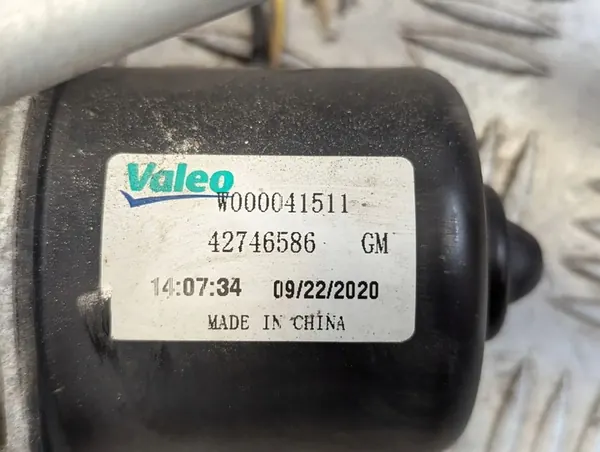 Valeo
W000041511
42746586 GM
14:07:34 09/22/2020
MADE IN CHINA